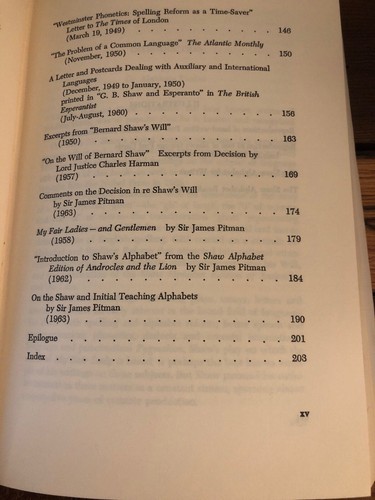 "Westminster Phonetics: Spelling Reform as a Time-Saver"
Letter to The Times of London
(March 19, 1949) . . . . . . . . . . . . 146
"The Problem of a Common Language" The Atlantic Monthly
(November, 1950) . . . . . . . . . . . . 150
A Letter and Postcards Dealing with Auxiliary and International
Languages
(December, 1949 to January, 1950)
printed in "G. B. Shaw and Esperanto" in The British
Esperantist
(July-August, 1960) . . . . . . . . . . . 156
Excerpts from "Bernard Shaw's Will"
(1950) . . . . . . . . . . . . . . . 163
"On the Will of Bernard Shaw" Excerpts from Decision by
Lord Justice Charles Harman
(1957) . . . . . . . . . . . . . . . 169
Comments on the Decision in re Shaw's Will
by Sir James Pitman
(1963) . . . . . . . . . . . . . . . 174
My Fair Ladies — and Gentlemen by Sir James Pitman
(1958) . . . . . . . . . . . . . . . 179
"Introduction to Shaw's Alphabet" from the Shaw Alphabet
Edition of Androcles and the Lion by Sir James Pitman
(1962) . . . . . . . . . . . . . . . 184
On the Shaw and Initial Teaching Alphabets
by Sir James Pitman
(1963) . . . . . . . . . . . . . . . 190
Epilogue . . . . . . . . . . . . . . . 201
Index . . . . . . . . . . . . . . . . 203
xv